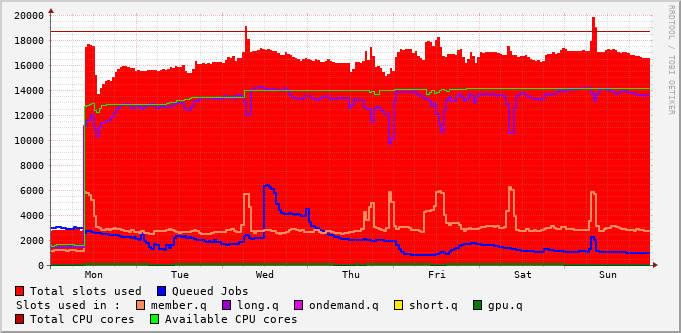 20000
18000
16000
14000
12000
10000
8000
6000
4000
2000
0
Mon Tue Wed Thu Fri Sat Sun
RRDTOOL / TOBI OETIKER
Total slots used Queued Jobs
Slots used in : member.q long.q ondemand.q short.q gpu.q
Total CPU cores Available CPU cores